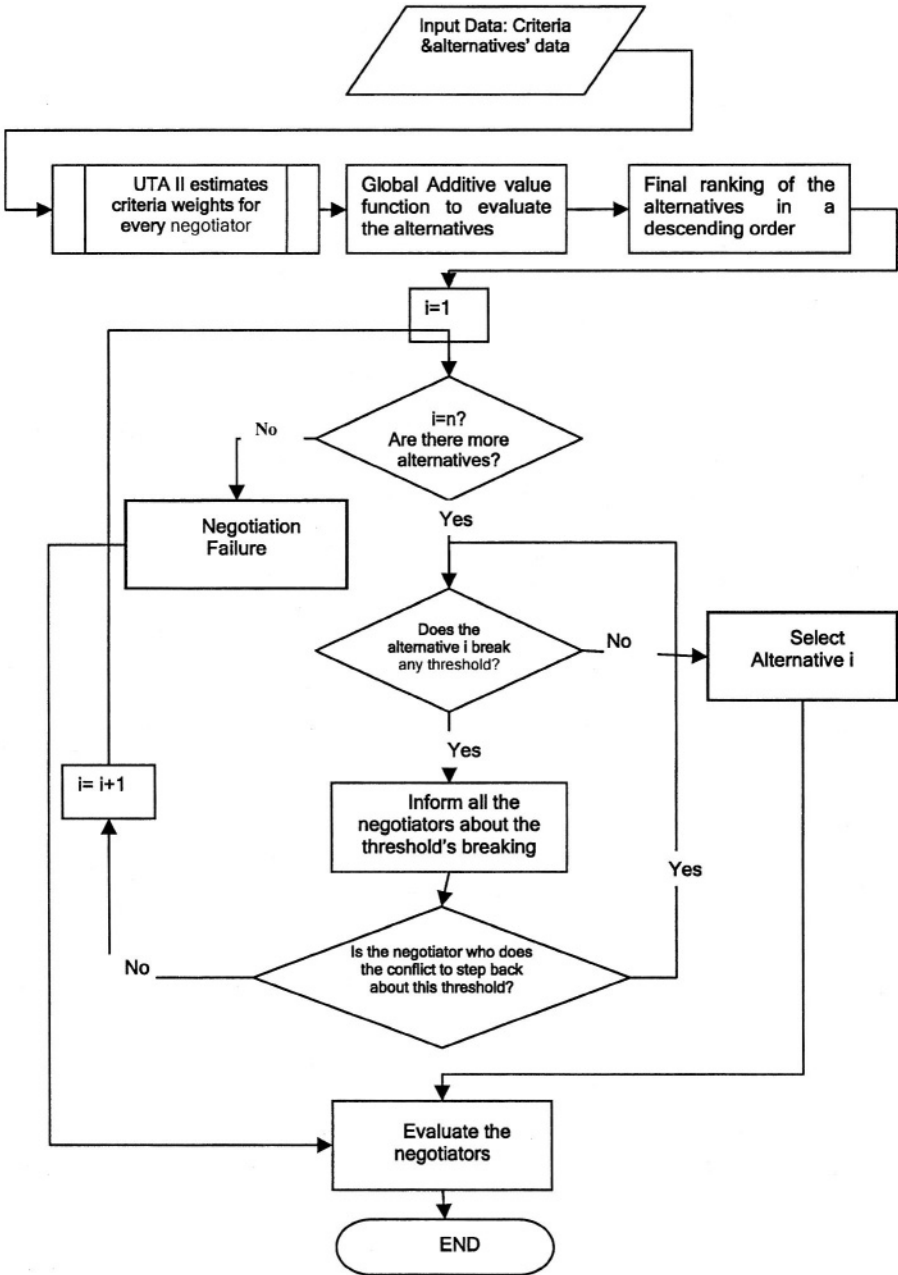 Input Data: Criteria
&alternatives' data
UTA II estimates
criteria weights for
every negotiator
Global Additive value
function to evaluate
the alternatives
Final ranking of the
alternatives in a
descending order
i=1
i=n?
Are there more
alternatives?
No
Negotiation
Failure
Yes
Does the
alternative i break
any threshold?
No
Select
Alternative i
Yes
i= i+1
Inform all the
negotiators about the
threshold's breaking
Yes
Is the negotiator who does
the conflict to step back
about this threshold?
No
Evaluate the
negotiators
END